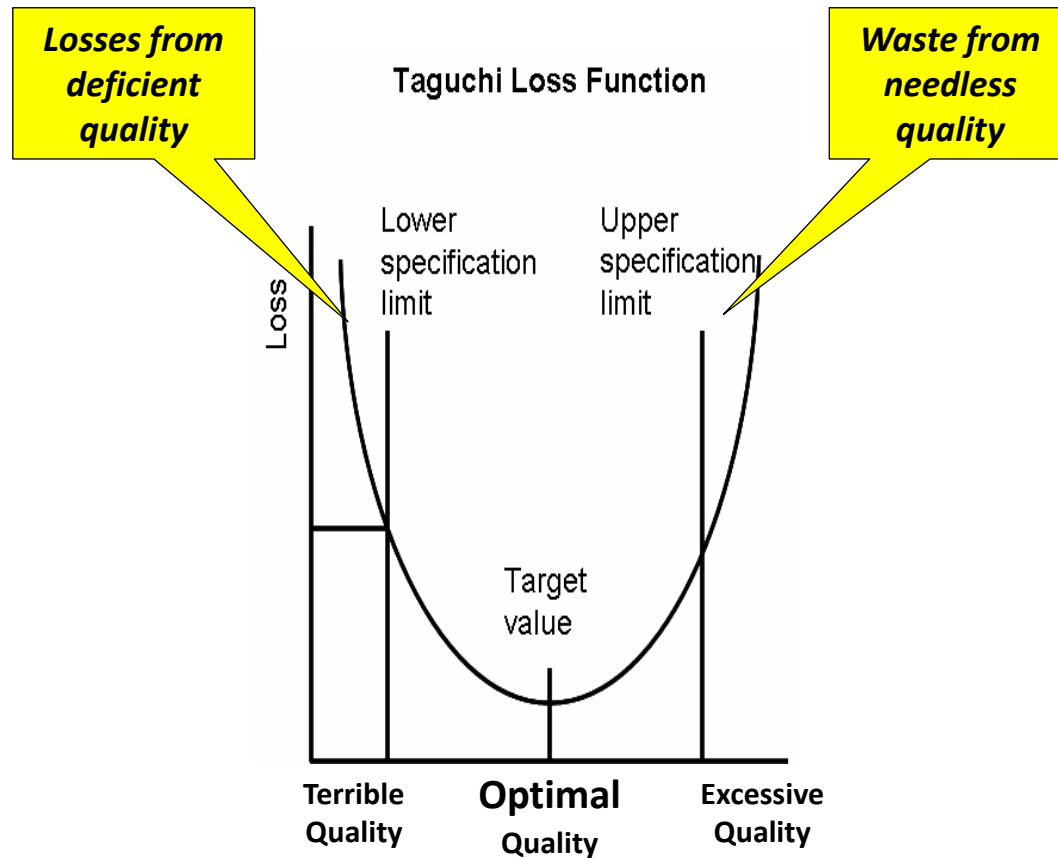 Losses from
deficient
quality
Waste from
needless
quality
Taguchi Loss Function
Lower
specification
limit
Upper
specification
limit
Loss
Target
value
Terrible
Quality
Optimal
Quality
Excessive
Quality